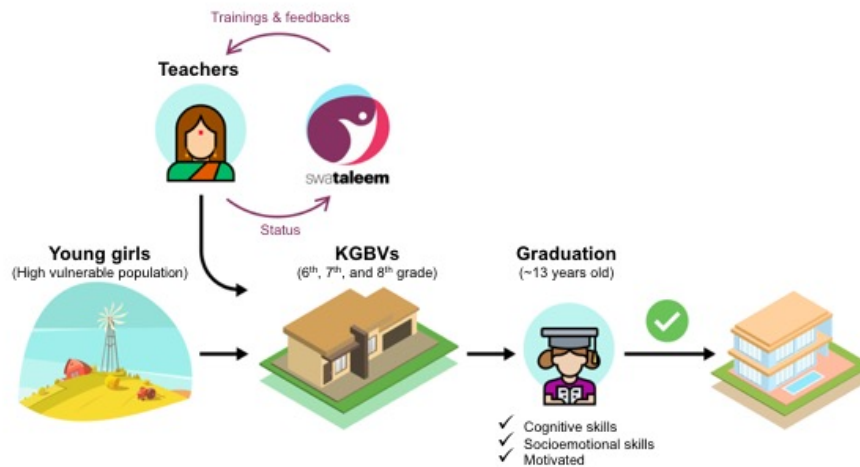 Trainings & feedbacks
Teachers
swataleem
Status
Young girls
(High vulnerable population)
KGBVs
(6th, 7th, and 8th grade)
Graduation
(~13 years old)
✓ Cognitive skills
✓ Socioemotional skills
✓ Motivated